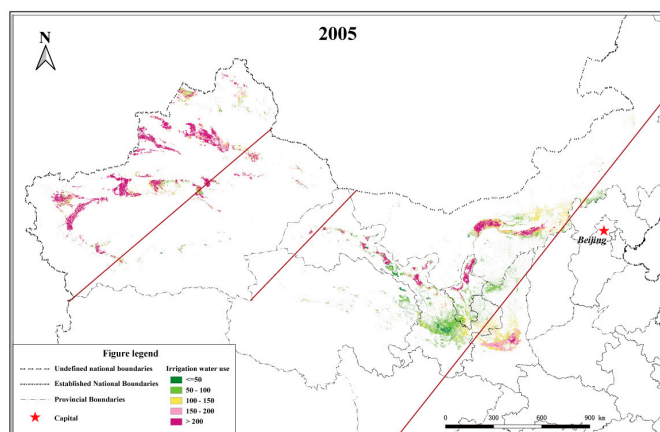 2005
N
Beijing
Figure legend
Undefined national boundaries
Established National Boundaries
Provincial Boundaries
Capital
Irrigation water use
<=50
50 - 100
100 - 150
150 - 200
> 200
0 300 600 900 km